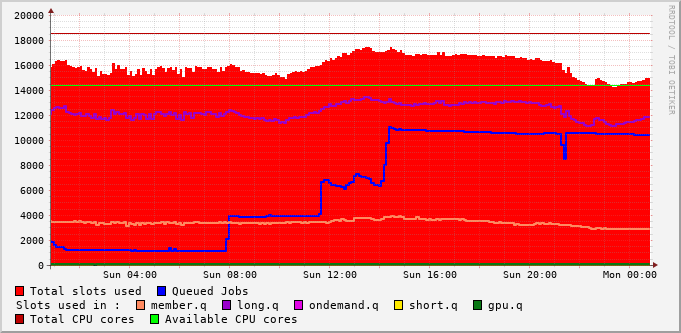 20000
18000
16000
14000
12000
10000
8000
6000
4000
2000
0
Sun 04:00 Sun 08:00 Sun 12:00 Sun 16:00 Sun 20:00 Mon 00:00
Total slots used Queued Jobs
Slots used in : member.q long.q ondemand.q short.q gpu.q
Total CPU cores Available CPU cores
RRDTOOL / TOBI OETIKER